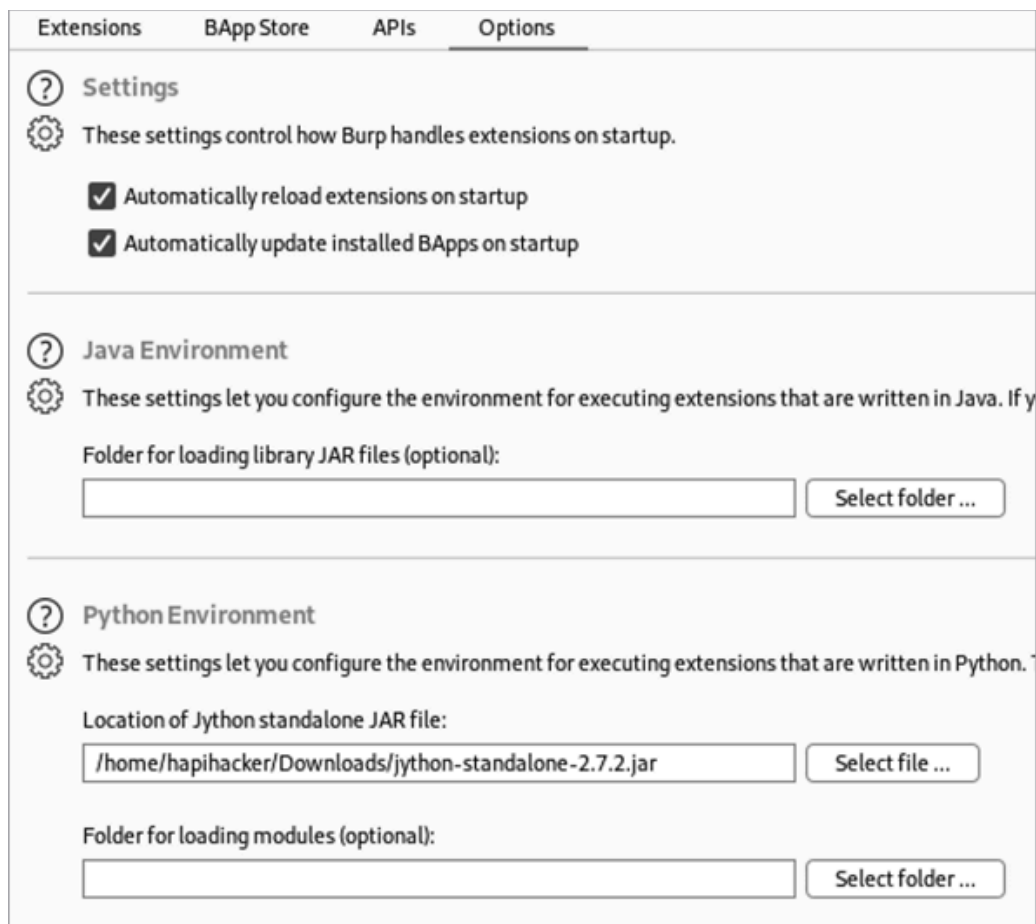 Extensions BApp Store APIs Options
? Settings
These settings control how Burp handles extensions on startup.
Automatically reload extensions on startup
Automatically update installed BApps on startup
? Java Environment
These settings let you configure the environment for executing extensions that are written in Java. If
Folder for loading library JAR files (optional):
Select folder ...
? Python Environment
These settings let you configure the environment for executing extensions that are written in Python.
Location of Jython standalone JAR file:
/home/hapihacker/Downloads/jython-standalone-2.7.2.jar Select file ...
Folder for loading modules (optional):
Select folder ...